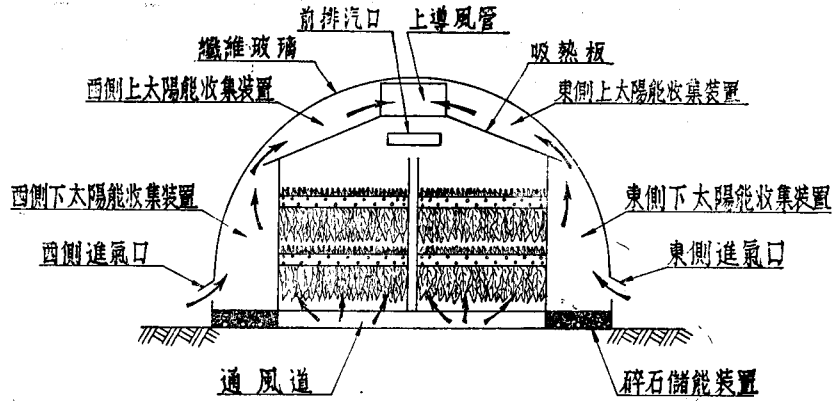 前排汽口
上導風管
纖維玻璃
吸熱板
西側上太陽能收集裝置
東側上太陽能收集裝置
西側下太陽能收集裝置
東側下太陽能收集裝置
西側進氣口
東側進氣口
通風道
碎石儲能裝置